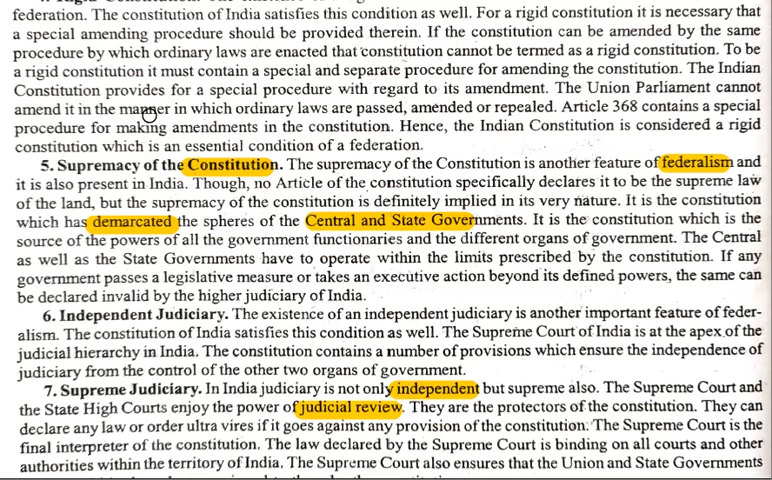 federation. The constitution of India satisfies this condition as well. For a rigid constitution it is necessary that
a special amending procedure should be provided therein. If the constitution can be amended by the same
procedure by which ordinary laws are enacted that constitution cannot be termed as a rigid constitution. To be
a rigid constitution it must contain a special and separate procedure for amending the constitution. The Indian
Constitution provides for a special procedure with regard to its amendment. The Union Parliament cannot
amend it in the manner in which ordinary laws are passed, amended or repealed. Article 368 contains a special
procedure for making amendments in the constitution. Hence, the Indian Constitution is considered a rigid
constitution which is an essential condition of a federation.
5. Supremacy of the Constitution. The supremacy of the Constitution is another feature of federalism and
it is also present in India. Though, no Article of the constitution specifically declares it to be the supreme law
of the land, but the supremacy of the constitution is definitely implied in its very nature. It is the constitution
which has demarcated the spheres of the Central and State Governments. It is the constitution which is the
source of the powers of all the government functionaries and the different organs of government. The Central
as well as the State Governments have to operate within the limits prescribed by the constitution. If any
government passes a legislative measure or takes an executive action beyond its defined powers, the same can
be declared invalid by the higher judiciary of India.
6. Independent Judiciary. The existence of an independent judiciary is another important feature of feder-
alism. The constitution of India satisfies this condition as well. The Supreme Court of India is at the apex of the
judicial hierarchy in India. The constitution contains a number of provisions which ensure the independence of
judiciary from the control of the other two organs of government.
7. Supreme Judiciary. In India judiciary is not only independent but supreme also. The Supreme Court and
the State High Courts enjoy the power of judicial review. They are the protectors of the constitution. They can
declare any law or order ultra vires if it goes against any provision of the constitution. The Supreme Court is the
final interpreter of the constitution. The law declared by the Supreme Court is binding on all courts and other
authorities within the territory of India. The Supreme Court also ensures that the Union and State Governments